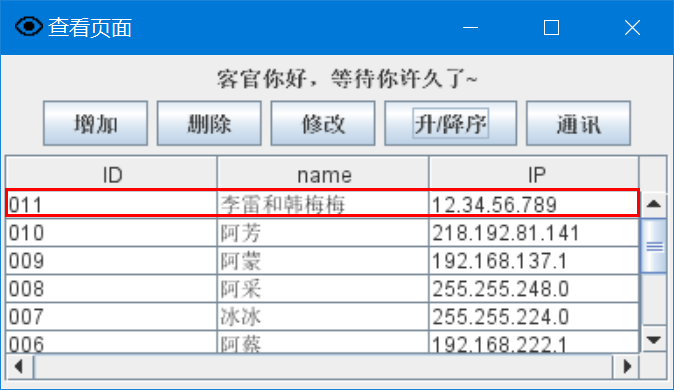 查看页面
客官你好，等待你许久了~
增加 删除 修改 升/降序 通讯
ID name IP
011 李雷和韩梅梅 12.34.56.789
010 阿芳 218.192.81.141
009 阿蒙 192.168.137.1
008 阿采 255.255.248.0
007 冰冰 255.255.224.0
006 阿蔡 192.168.222.1